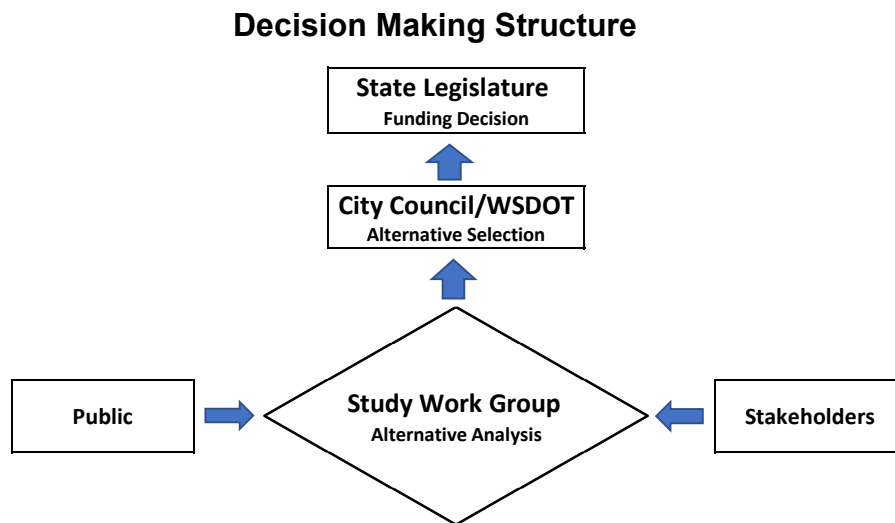 Decision Making Structure
State Legislature
Funding Decision
City Council/WSDOT
Alternative Selection
Public
Study Work Group
Alternative Analysis
Stakeholders